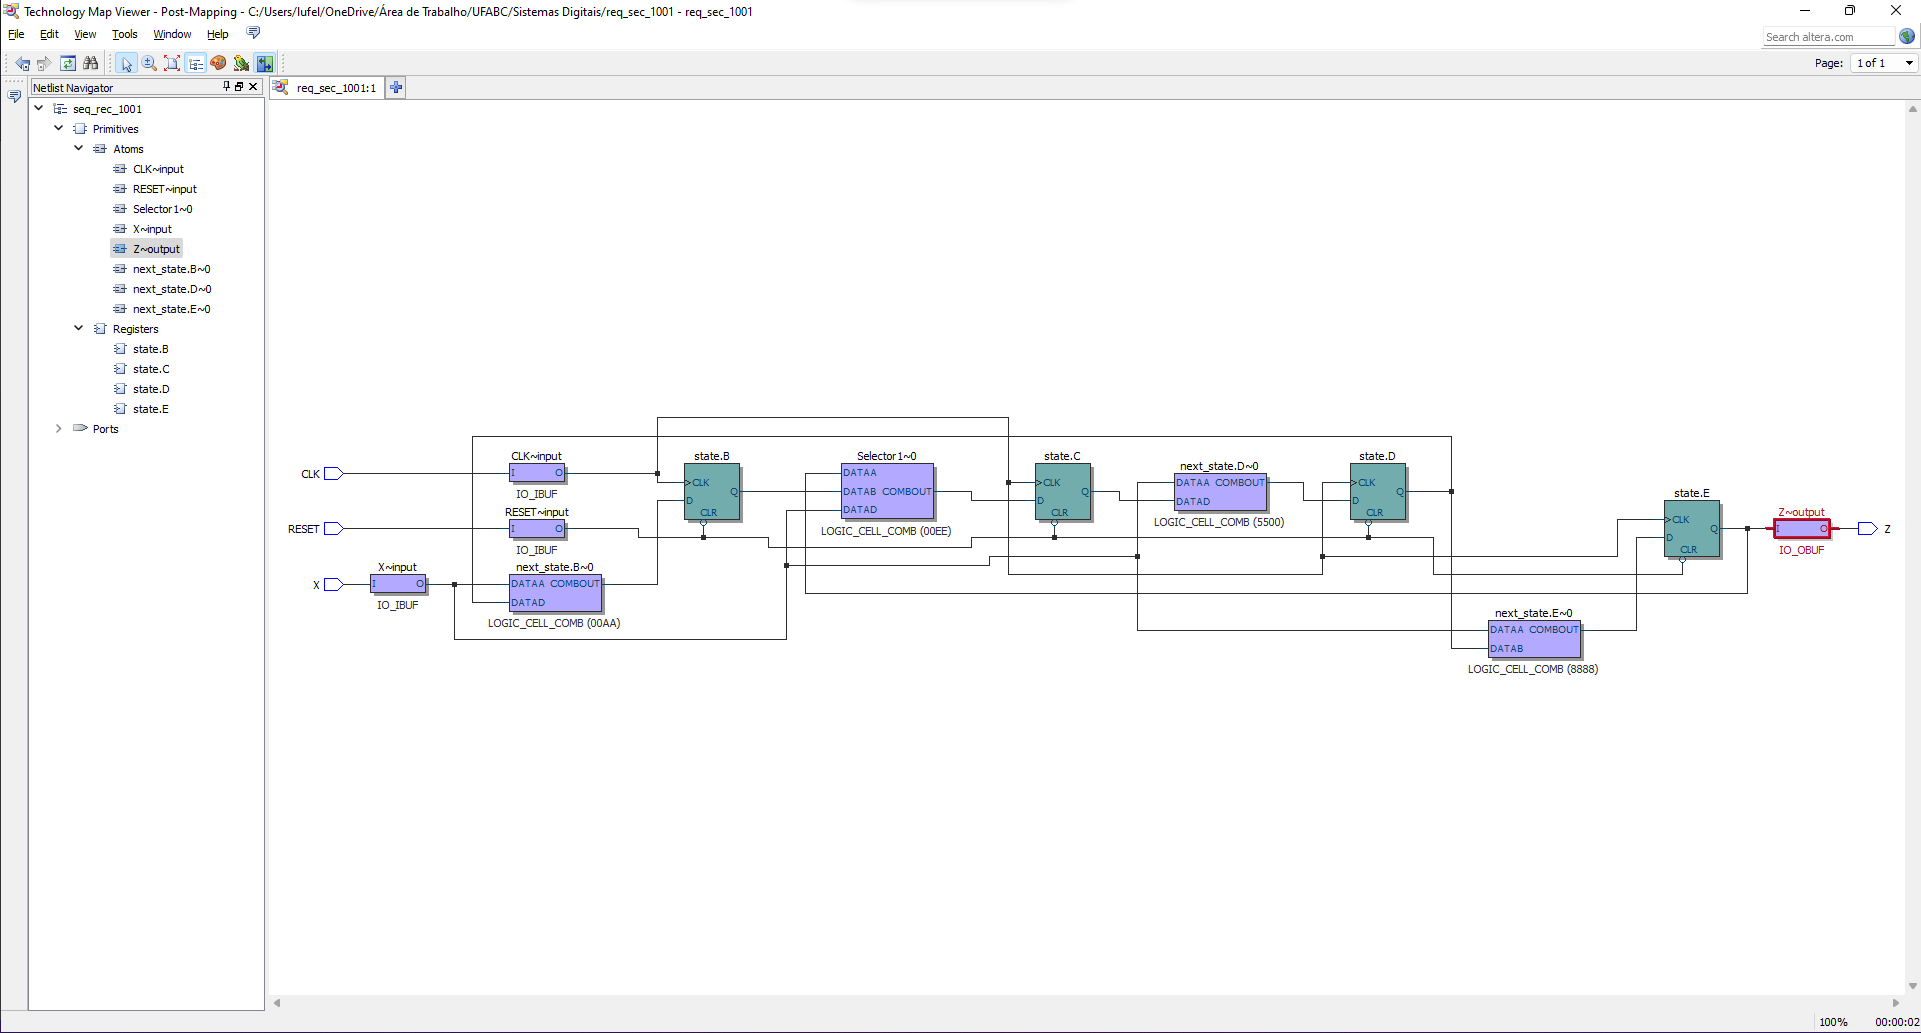 Technology Map Viewer - Post-Mapping - C:/Users/lufel/OneDrive/Área de Trabalho/UFABC/Sistemas Digitais/req_sec_1001 - req_sec_1001
File Edit View Tools Window Help
Search altera.com
Page: 1 of 1
Netlist Navigator
req_sec_1001:1
seq_rec_1001
Primitives
Atoms
CLK~input
RESET~input
Selector1~0
X~input
Z~output
next_state.B~0
next_state.D~0
next_state.E~0
Registers
state.B
state.C
state.D
state.E
Ports
CLK
CLK~input
I O
IO_IBUF
RESET
RESET~input
I O
IO_IBUF
X
X~input
I O
IO_IBUF
next_state.B~0
DATAA COMBOUT
DATAD
LOGIC_CELL_COMB (00AA)
state.B
CLK
D Q
CLR
Selector1~0
DATAA
DATAB COMBOUT
DATAD
LOGIC_CELL_COMB (00EE)
state.C
CLK
D Q
CLR
next_state.D~0
DATAA COMBOUT
DATAD
LOGIC_CELL_COMB (5500)
state.D
CLK
D Q
CLR
state.E
CLK
D Q
CLR
next_state.E~0
DATAA COMBOUT
DATAB
LOGIC_CELL_COMB (8888)
Z~output
I O
IO_OBUF
Z
100% 00:00:02